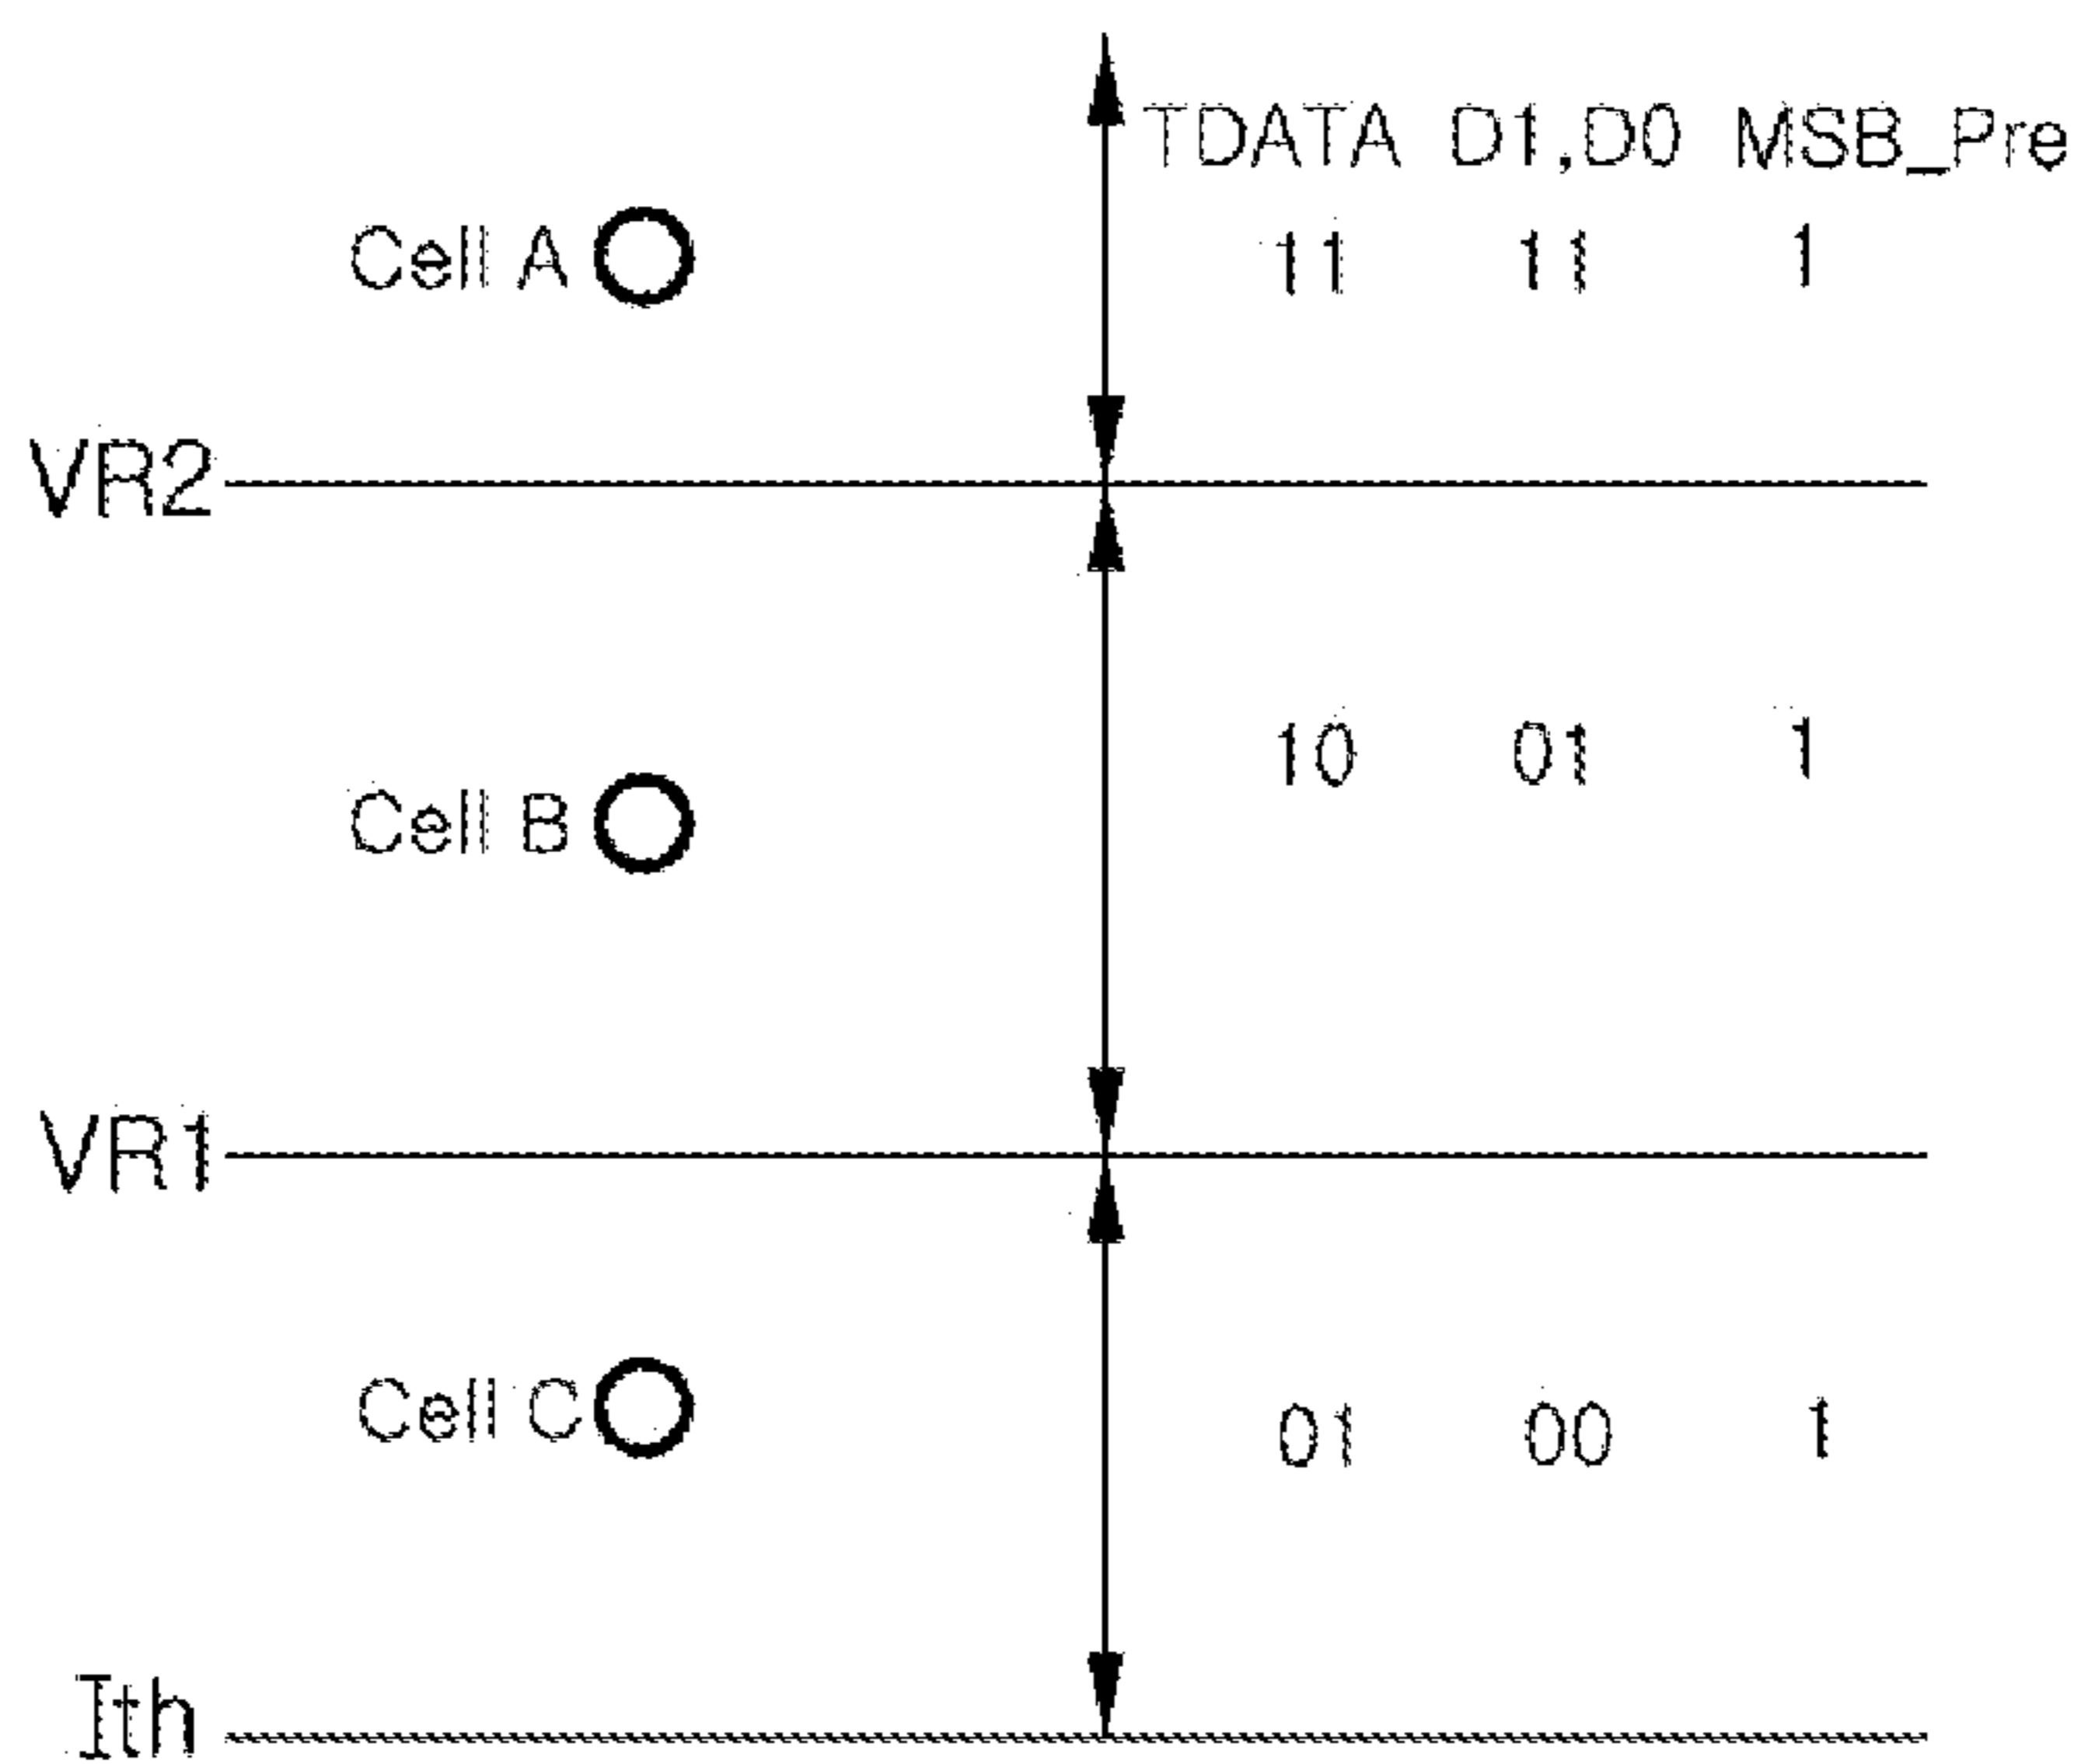 TDATA D1,D0 MSB_Pre
Cell A 11 11 1
VR2
10 01 1
Cell B
VR1
Cell C 01 00 1
Ith